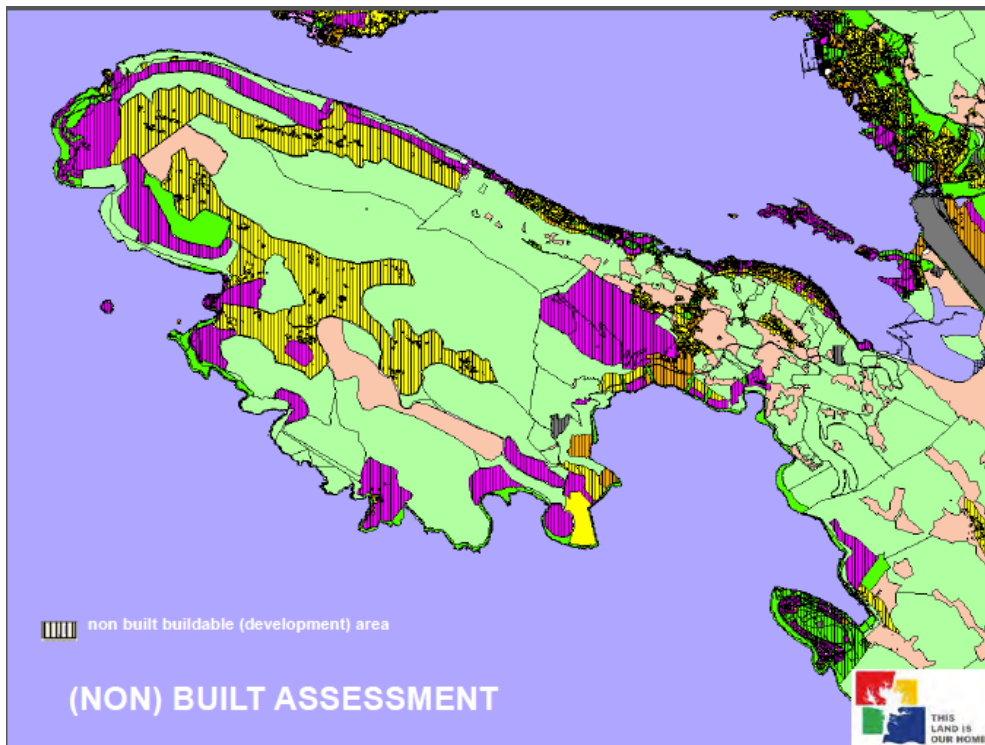 non built buildable (development) area
(NON) BUILT ASSESSMENT
THIS
LAND IS
OUR HOME